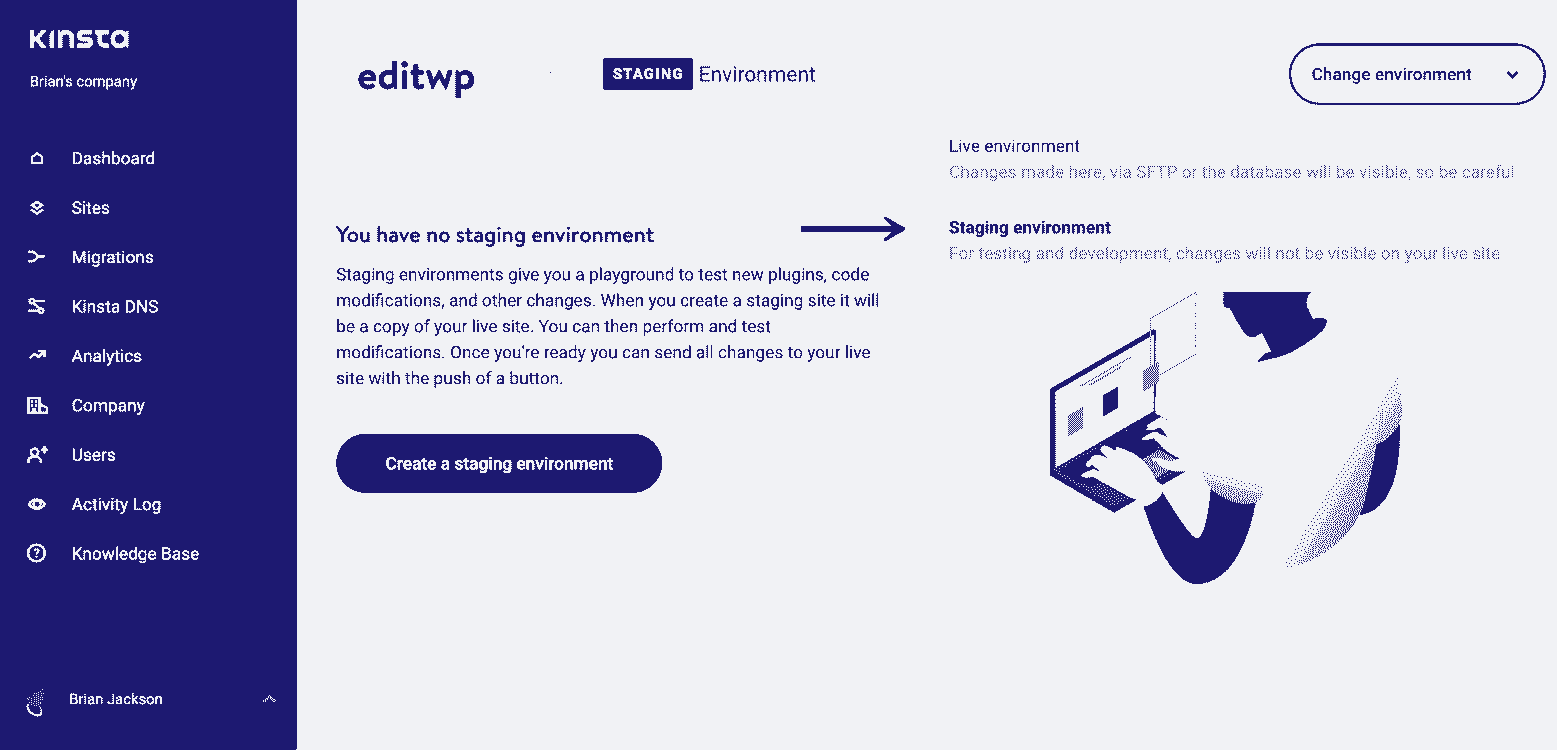 KINSTA
Brian's company
Dashboard
Sites
Migrations
Kinsta DNS
Analytics
Company
Users
Activity Log
Knowledge Base
Brian Jackson
editwp
STAGING Environment
Change environment
Live environment
Changes made here, via SFTP or the database will be visible, so be careful
Staging environment
For testing and development, changes will not be visible on your live site
You have no staging environment
Staging environments give you a playground to test new plugins, code
modifications, and other changes. When you create a staging site it will
be a copy of your live site. You can then perform and test
modifications. Once you're ready you can send all changes to your live
site with the push of a button.
Create a staging environment